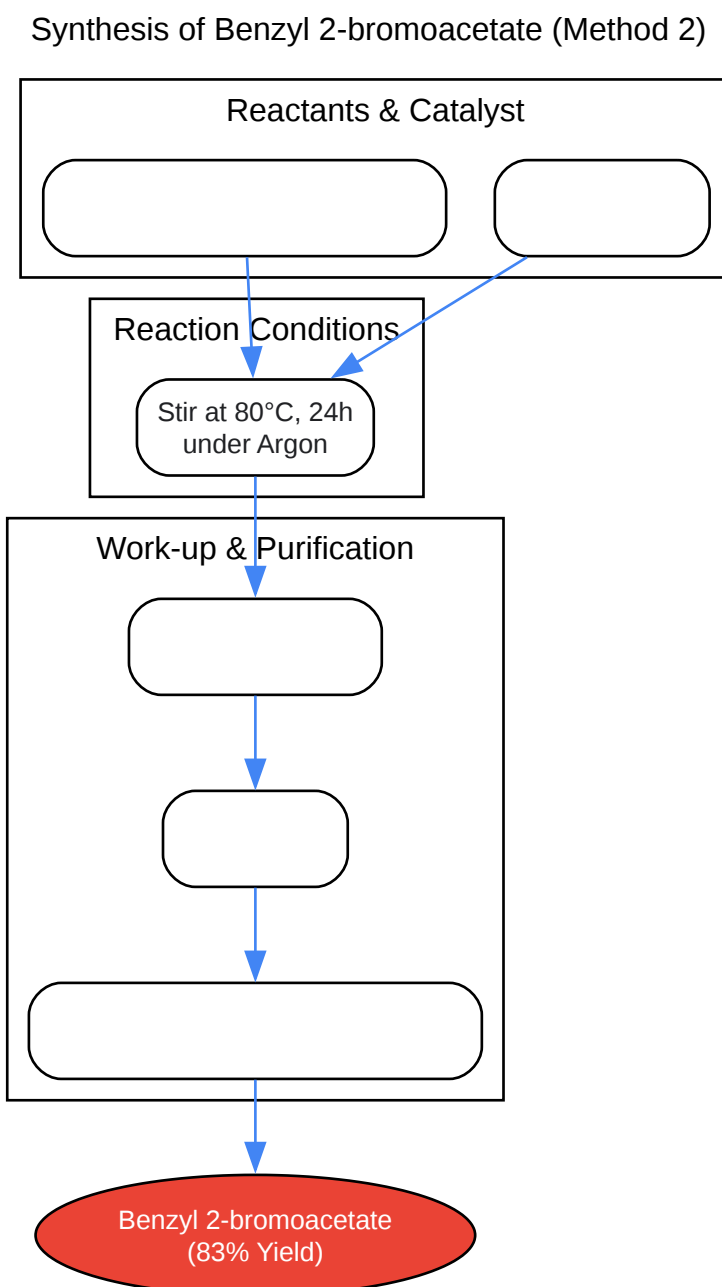 Synthesis of Benzyl 2-bromoacetate (Method 2)
Reactants & Catalyst
Reaction Conditions
Stir at 80°C, 24h
under Argon
Work-up & Purification
Benzyl 2-bromoacetate
(83% Yield)